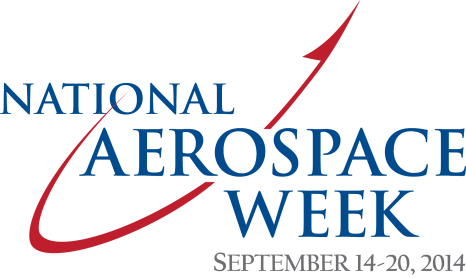 NATIONAL
AEROSPACE
WEEK
SEPTEMBER 14-20, 2014